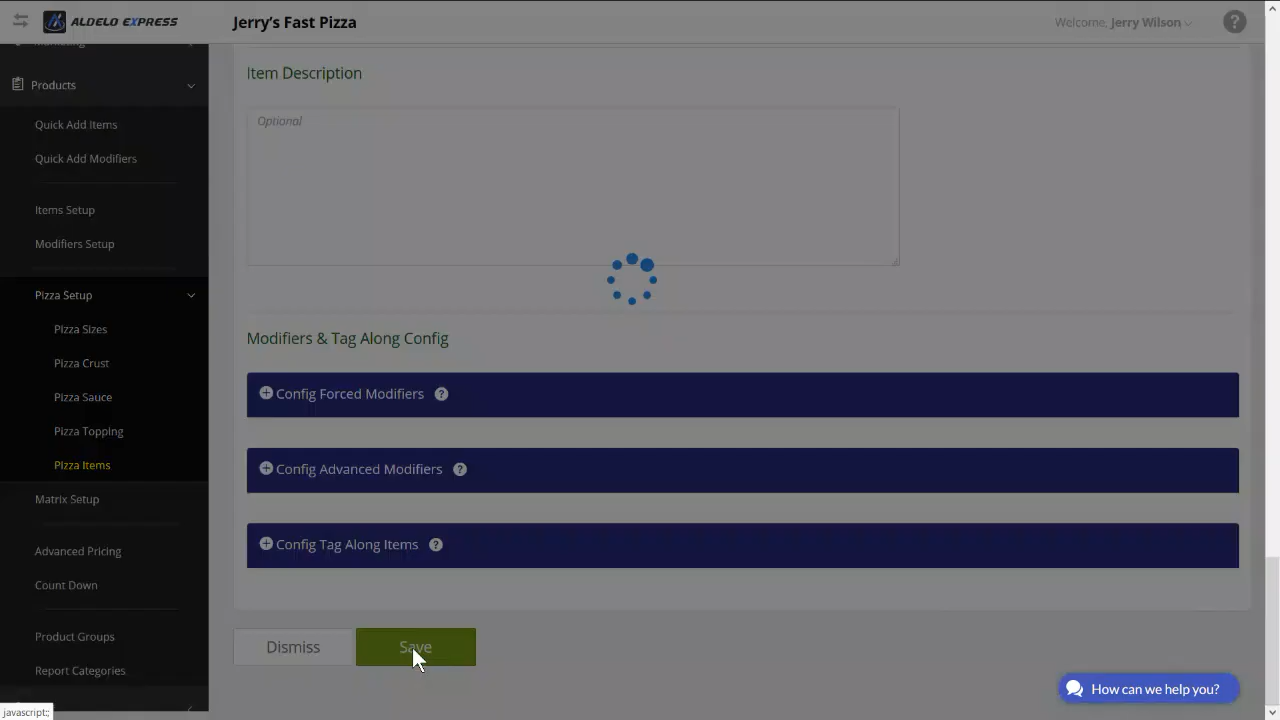 ALDELO EXPRESS
Jerry's Fast Pizza
Welcome, Jerry Wilson
?
Marketing
Products
Quick Add Items
Quick Add Modifiers
Items Setup
Modifiers Setup
Pizza Setup
Pizza Sizes
Pizza Crust
Pizza Sauce
Pizza Topping
Pizza Items
Matrix Setup
Advanced Pricing
Count Down
Product Groups
Report Categories
Item Description
Optional
Modifiers & Tag Along Config
Config Forced Modifiers ?
Config Advanced Modifiers ?
Config Tag Along Items ?
Dismiss
Save
How can we help you?
javascript:;